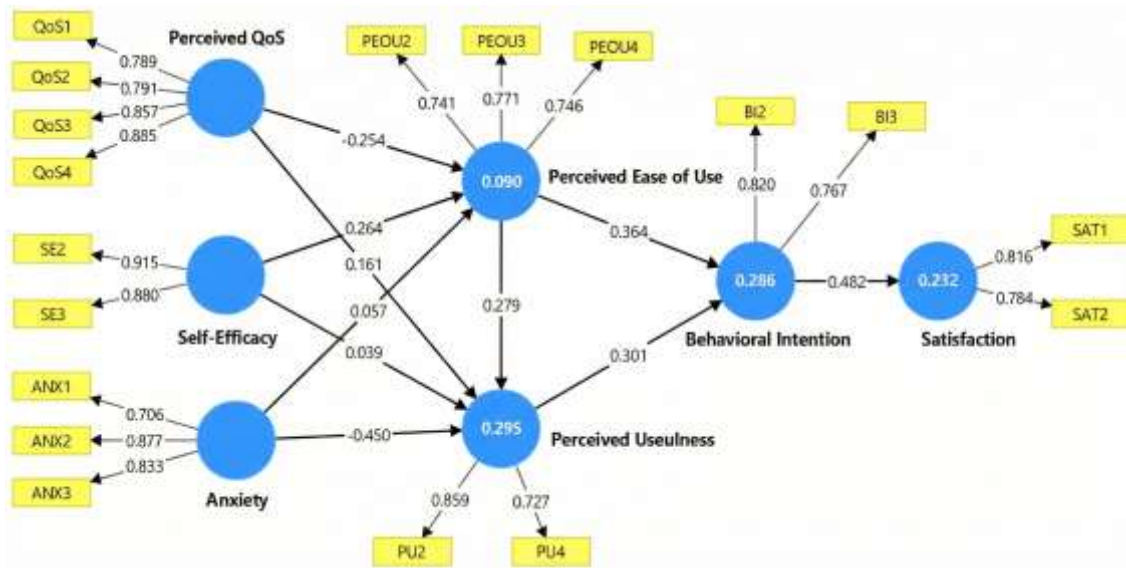 QoS1
Perceived QoS
0.789
QoS2
0.791
QoS3
0.857
0.885
QoS4
PEOU2
PEOU3
PEOU4
0.741
0.771
0.746
-0.254
0.090
Perceived Ease of Use
BI2
BI3
0.820
0.767
SE2
0.915
SE3
0.880
Self-Efficacy
0.264
0.161
0.057
0.039
0.279
0.364
0.286
Behavioral Intention
0.482
0.232
Satisfaction
SAT1
0.816
0.784
SAT2
0.301
ANX1
0.706
ANX2
0.877
0.833
ANX3
Anxiety
-0.450
0.295
Perceived Useulness
0.859
0.727
PU2
PU4